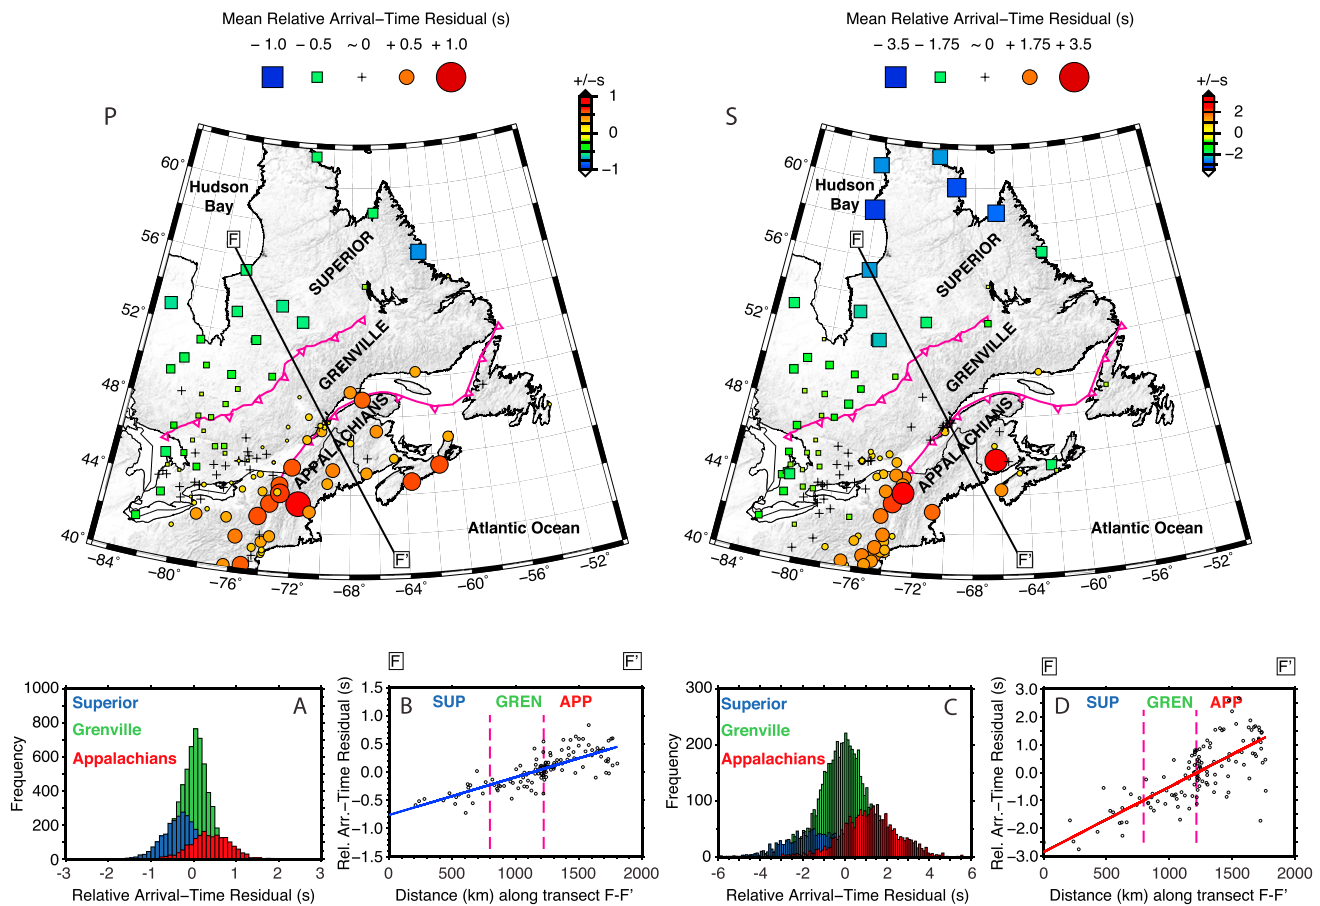 Mean Relative Arrival−Time Residual (s)
− 1.0 − 0.5 ~ 0 + 0.5 + 1.0
+/−s
1
0
−1
P
60°
56°
52°
48°
44°
40°
Hudson
Bay
F
SUPERIOR
GRENVILLE
APPALACHIANS
Atlantic Ocean
F'
−84° −80 −76 −72° −68° −64° −60 −56° −52°
Mean Relative Arrival−Time Residual (s)
− 3.5 − 1.75 ~ 0 + 1.75 + 3.5
+/−s
2
0
−2
S
60°
56°
52°
48°
44°
40°
Hudson
Bay
F
SUPERIOR
GRENVILLE
APPALACHIANS
Atlantic Ocean
F'
−84° −80 −76 −72° −68° −64° −60 −56° −52°
Superior
Grenville
Appalachians
A
1000
800
600
400
200
0
Frequency
−3 −2 −1 0 1 2 3
Relative Arrival−Time Residual (s)
F F'
B SUP GREN APP
1.5
1.0
0.5
0.0
−0.5
−1.0
−1.5
Rel. Arr.−Time Residual (s)
0 500 1000 1500 2000
Distance (km) along transect F-F'
Superior
Grenville
Appalachians
C
300
200
100
0
Frequency
-6 -4 -2 0 2 4 6
Relative Arrival−Time Residual (s)
F F'
D SUP GREN APP
3.0
2.0
1.0
0.0
−1.0
−2.0
−3.0
Rel. Arr.−Time Residual (s)
0 500 1000 1500 2000
Distance (km) along transect F-F'